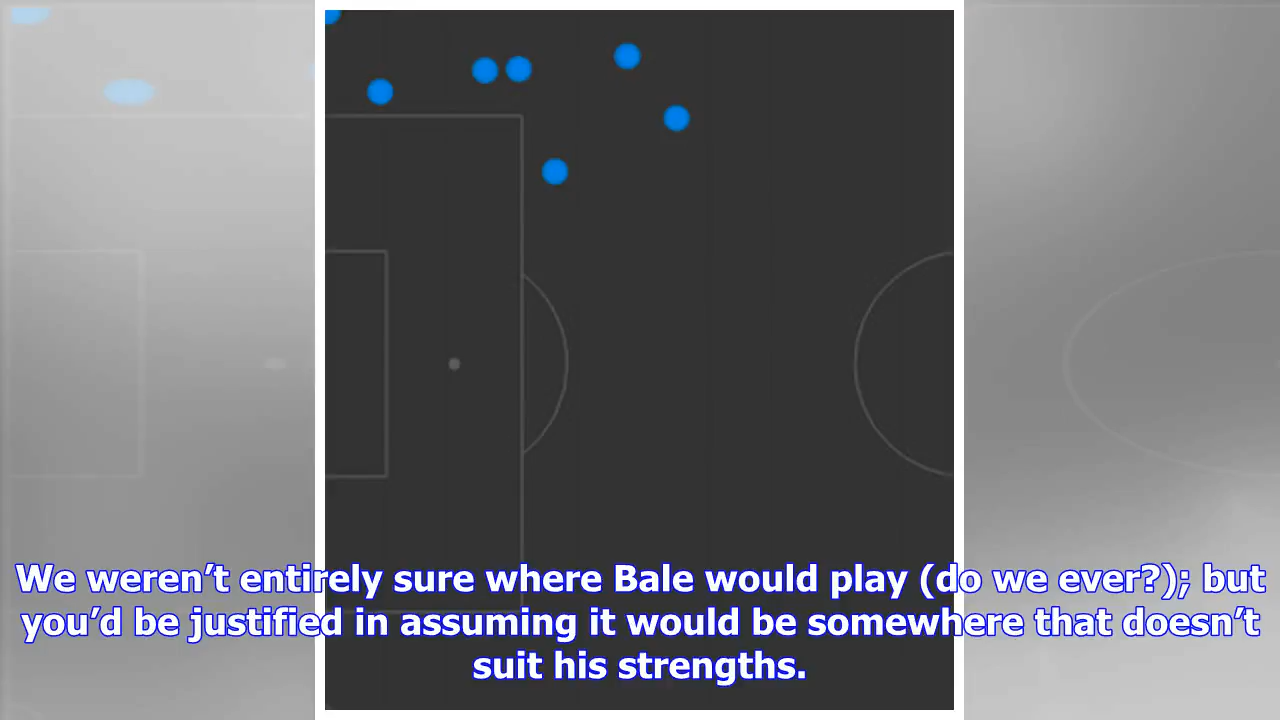 We weren’t entirely sure where Bale would play (do we ever?); but
you’d be justified in assuming it would be somewhere that doesn’t
suit his strengths.